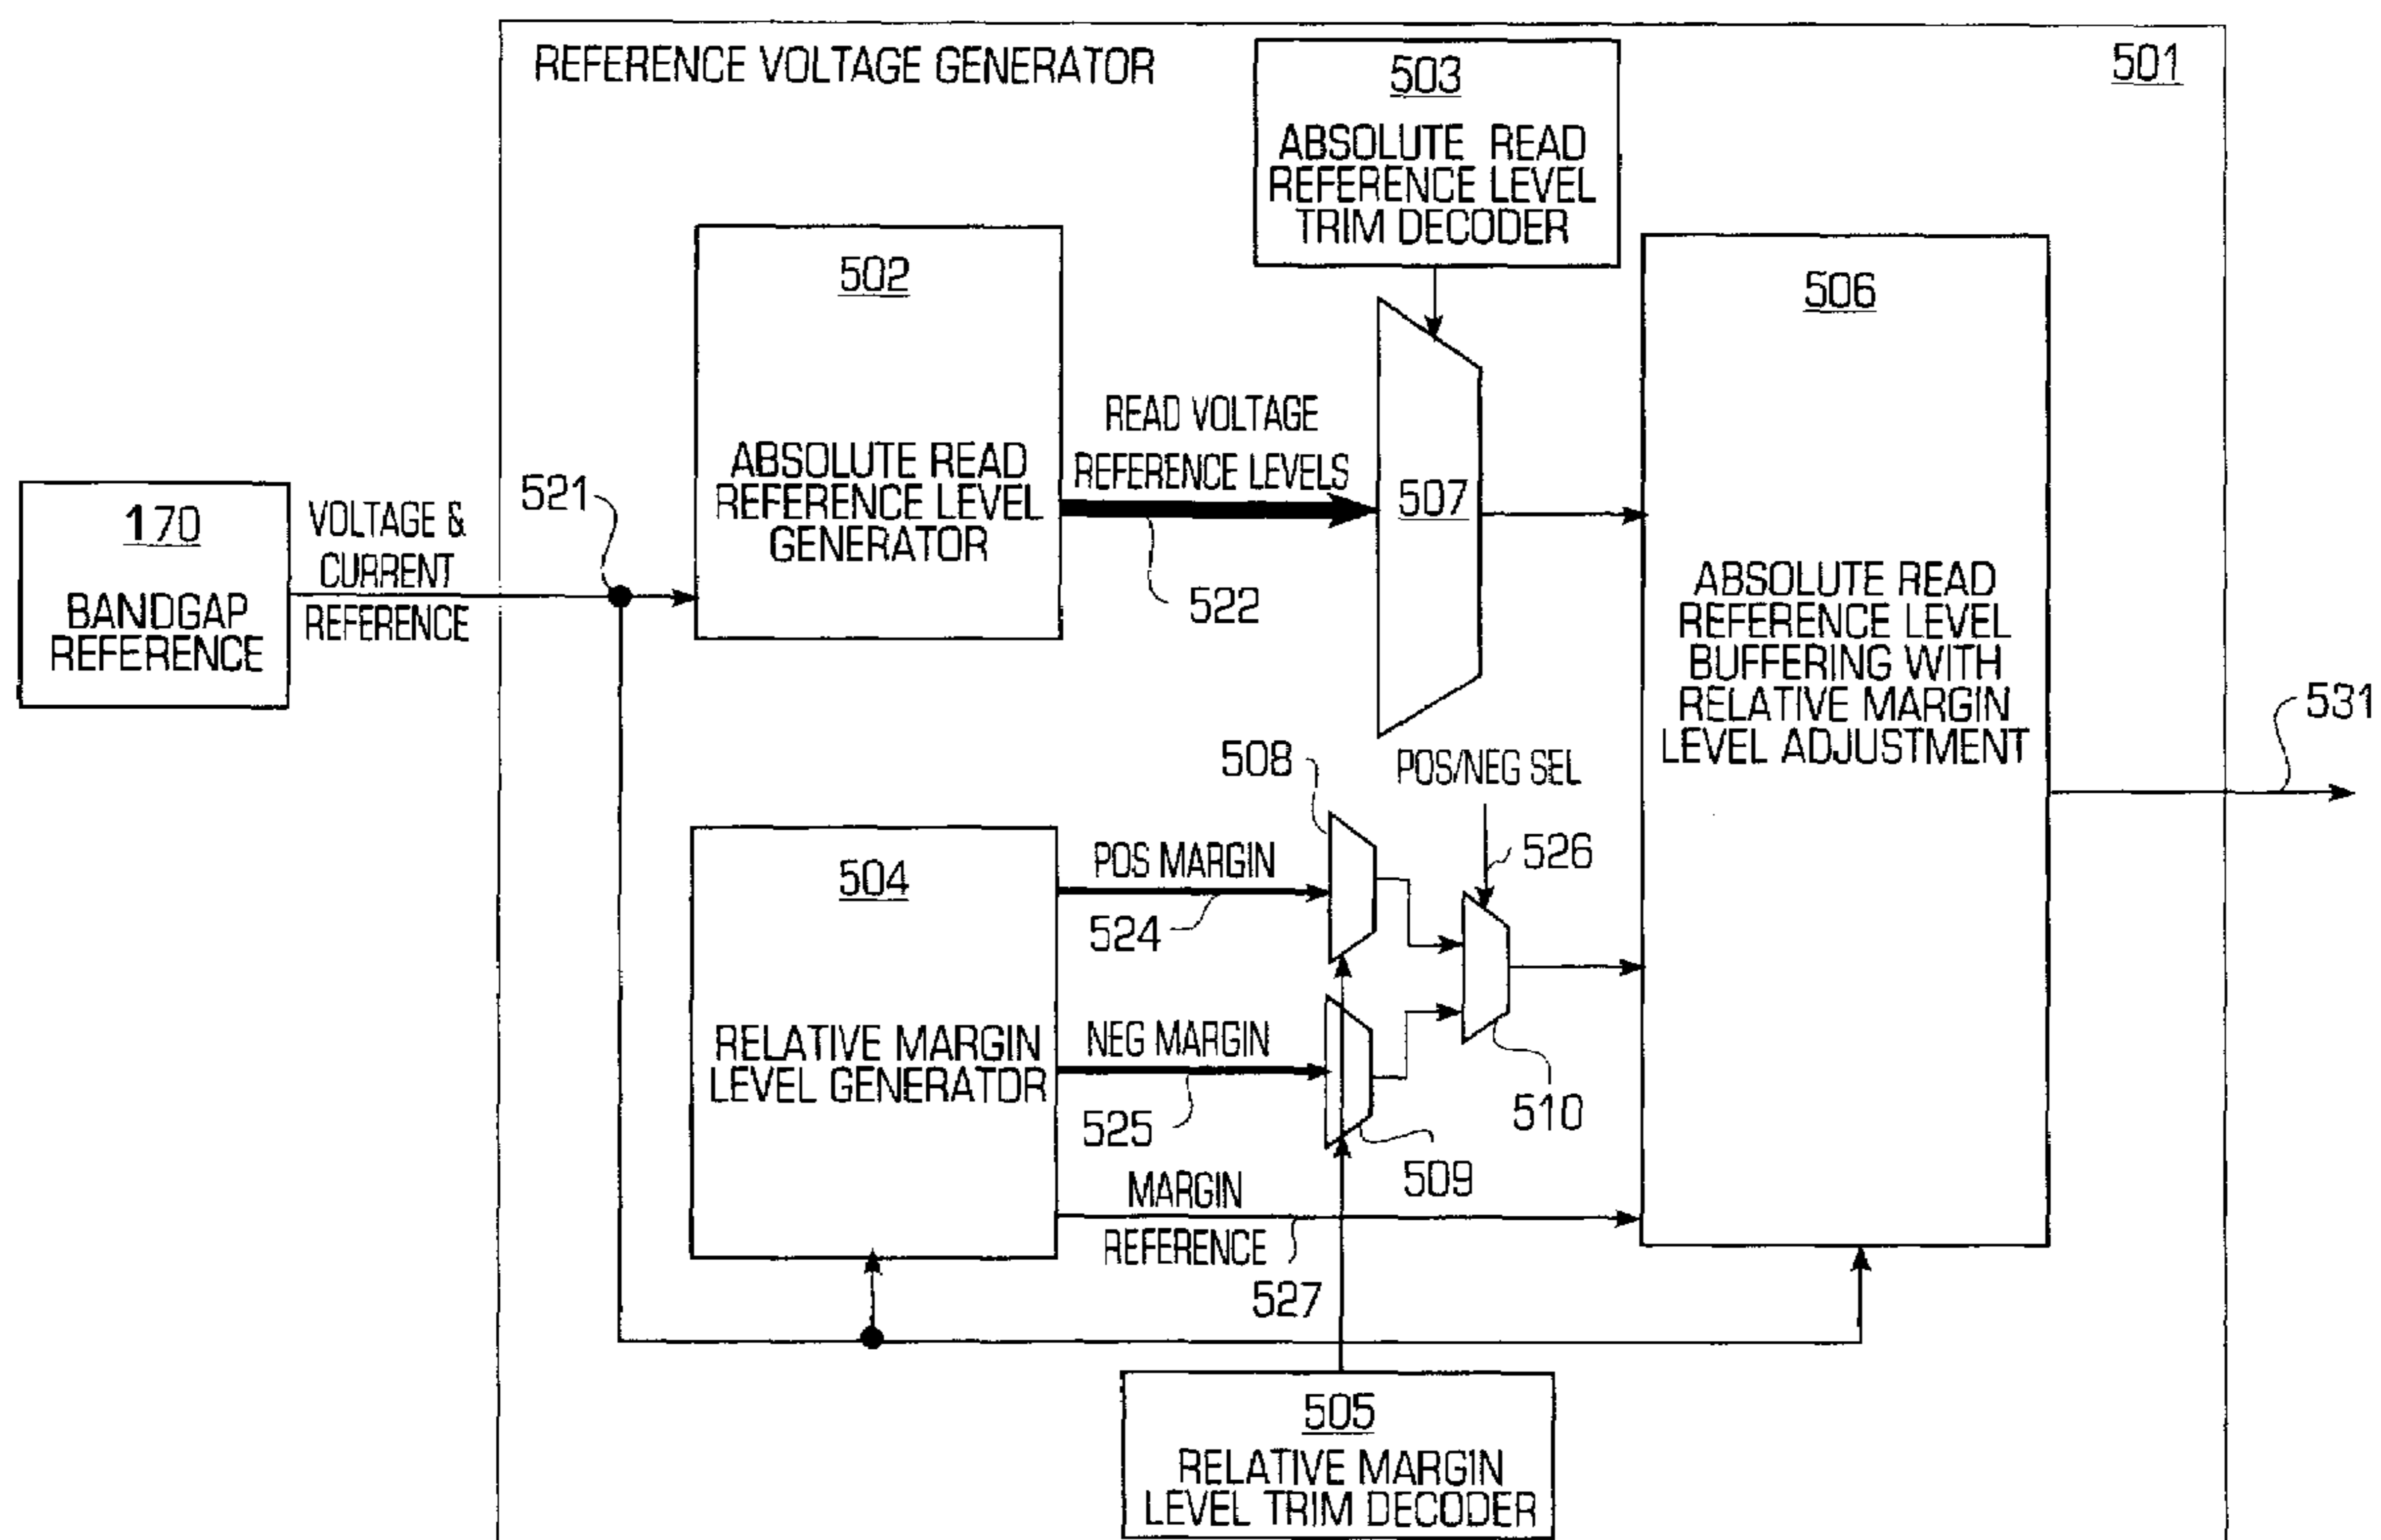 REFERENCE VOLTAGE GENERATOR
501
503
ABSOLUTE READ
REFERENCE LEVEL
TRIM DECODER
502
ABSOLUTE READ
REFERENCE LEVEL
GENERATOR
READ VOLTAGE
REFERENCE LEVELS
522
507
506
ABSOLUTE READ
REFERENCE LEVEL
BUFFERING WITH
RELATIVE MARGIN
LEVEL ADJUSTMENT
531
170
BANDGAP
REFERENCE
VOLTAGE &
CURRENT
REFERENCE
521
504
RELATIVE MARGIN
LEVEL GENERATOR
POS MARGIN
524
508
POS/NEG SEL
526
NEG MARGIN
525
509
510
MARGIN
REFERENCE
527
505
RELATIVE MARGIN
LEVEL TRIM DECODER